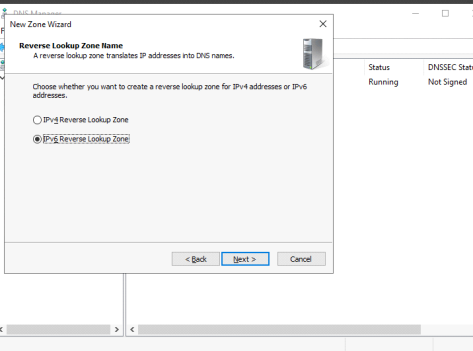 DNS Manager
New Zone Wizard
Reverse Lookup Zone Name
A reverse lookup zone translates IP addresses into DNS names.
Choose whether you want to create a reverse lookup zone for IPv4 addresses or IPv6
addresses.
IPv4 Reverse Lookup Zone
IPv6 Reverse Lookup Zone
< Back
Next >
Cancel
Status
DNSSEC Stat
Running
Not Signed